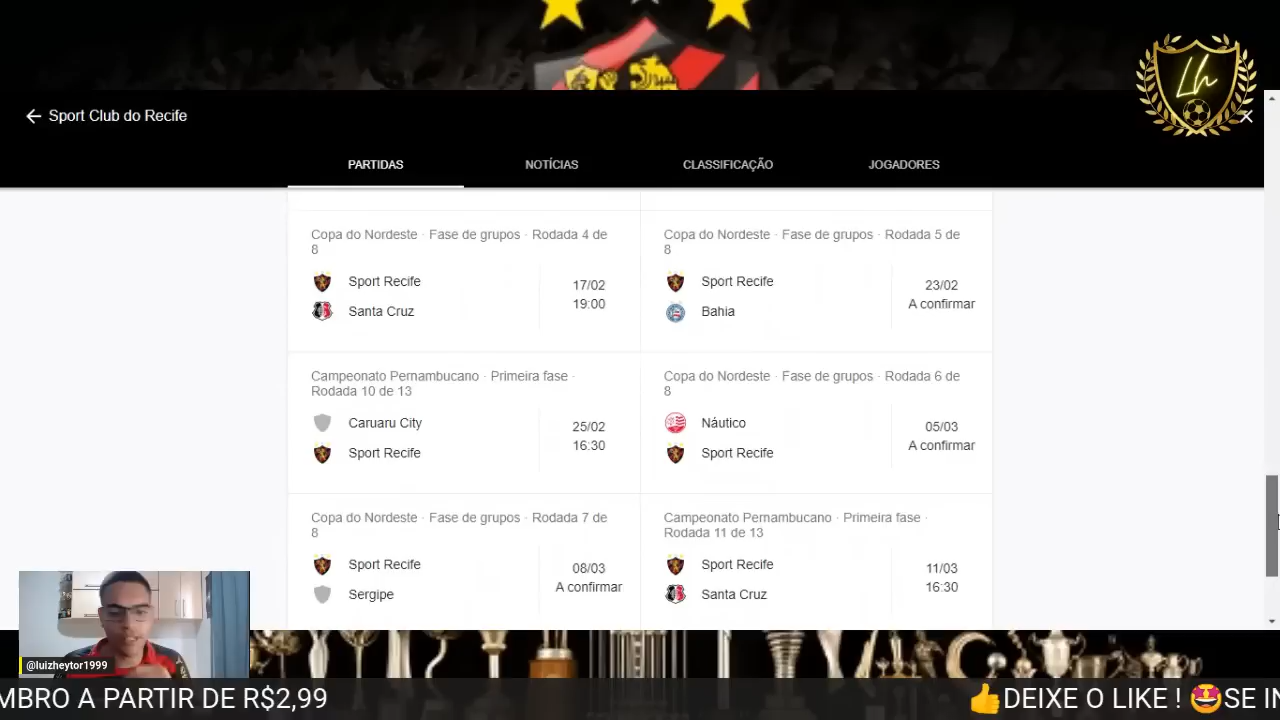 Lh
← Sport Club do Recife
PARTIDAS NOTÍCIAS CLASSIFICAÇÃO JOGADORES
Copa do Nordeste · Fase de grupos · Rodada 4 de
8
Sport Recife
Santa Cruz
17/02
19:00
Copa do Nordeste · Fase de grupos · Rodada 5 de
8
Sport Recife
Bahia
23/02
A confirmar
Campeonato Pernambucano · Primeira fase ·
Rodada 10 de 13
Caruaru City
Sport Recife
25/02
16:30
Copa do Nordeste · Fase de grupos · Rodada 6 de
8
Náutico
Sport Recife
05/03
A confirmar
Copa do Nordeste · Fase de grupos · Rodada 7 de
8
Sport Recife
Sergipe
08/03
A confirmar
Campeonato Pernambucano · Primeira fase ·
Rodada 11 de 13
Sport Recife
Santa Cruz
11/03
16:30
@luizheytor1999
MBRO A PARTIR DE R$2,99 👍DEIXE O LIKE ! 🤩SE IN